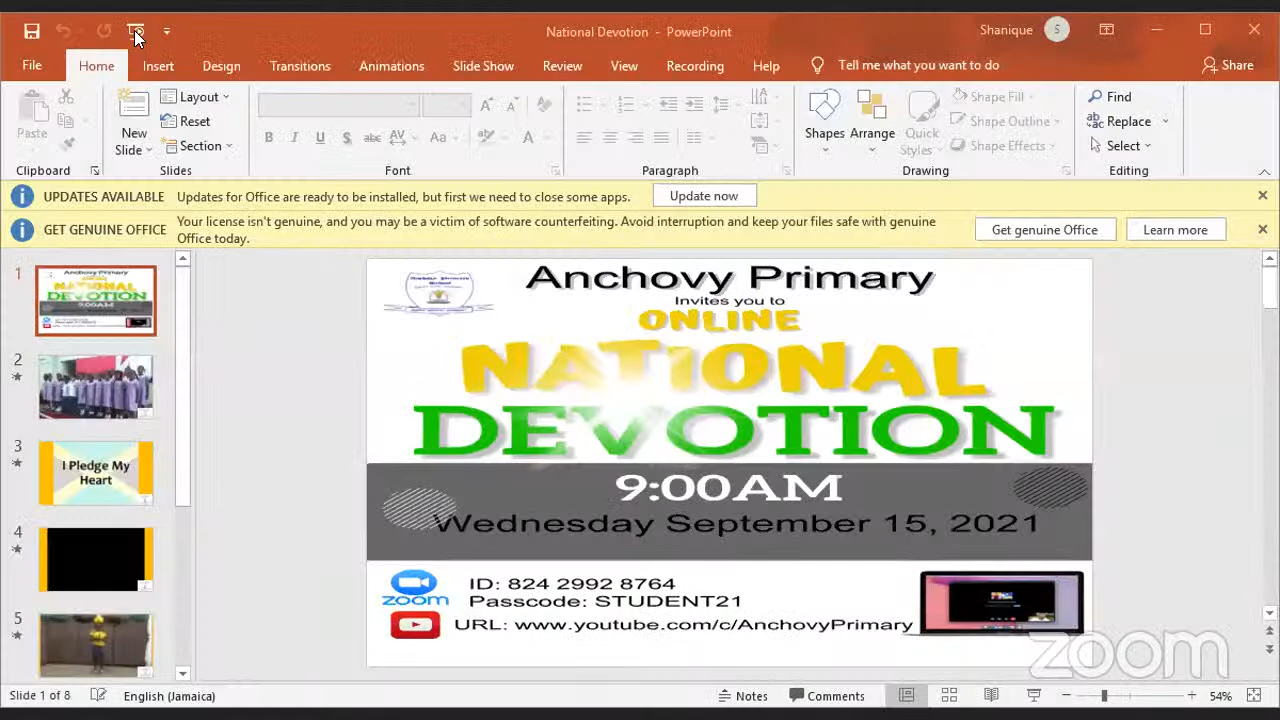 National Devotion - PowerPoint
Shanique
S
File
Home
Insert
Design
Transitions
Animations
Slide Show
Review
View
Recording
Help
Tell me what you want to do
Share
Paste
New
Slide
Layout
Reset
Section
B I U S abc AV Aa A
Shapes
Arrange
Quick
Styles
Shape Fill
Shape Outline
Shape Effects
Find
Replace
Select
Clipboard
Slides
Font
Paragraph
Drawing
Editing
UPDATES AVAILABLE Updates for Office are ready to be installed, but first we need to close some apps.
Update now
GET GENUINE OFFICE
Your license isn't genuine, and you may be a victim of software counterfeiting. Avoid interruption and keep your files safe with genuine
Office today.
Get genuine Office
Learn more
1
2
3
I Pledge My
Heart
4
5
Anchovy Primary
Invites you to
ONLINE
NATIONAL
DEVOTION
9:00AM
Wednesday September 15, 2021
zoom
ID: 824 2992 8764
Passcode: STUDENT21
URL: www.youtube.com/c/AnchovyPrimary
zoom
Slide 1 of 8
English (Jamaica)
Notes
Comments
54%